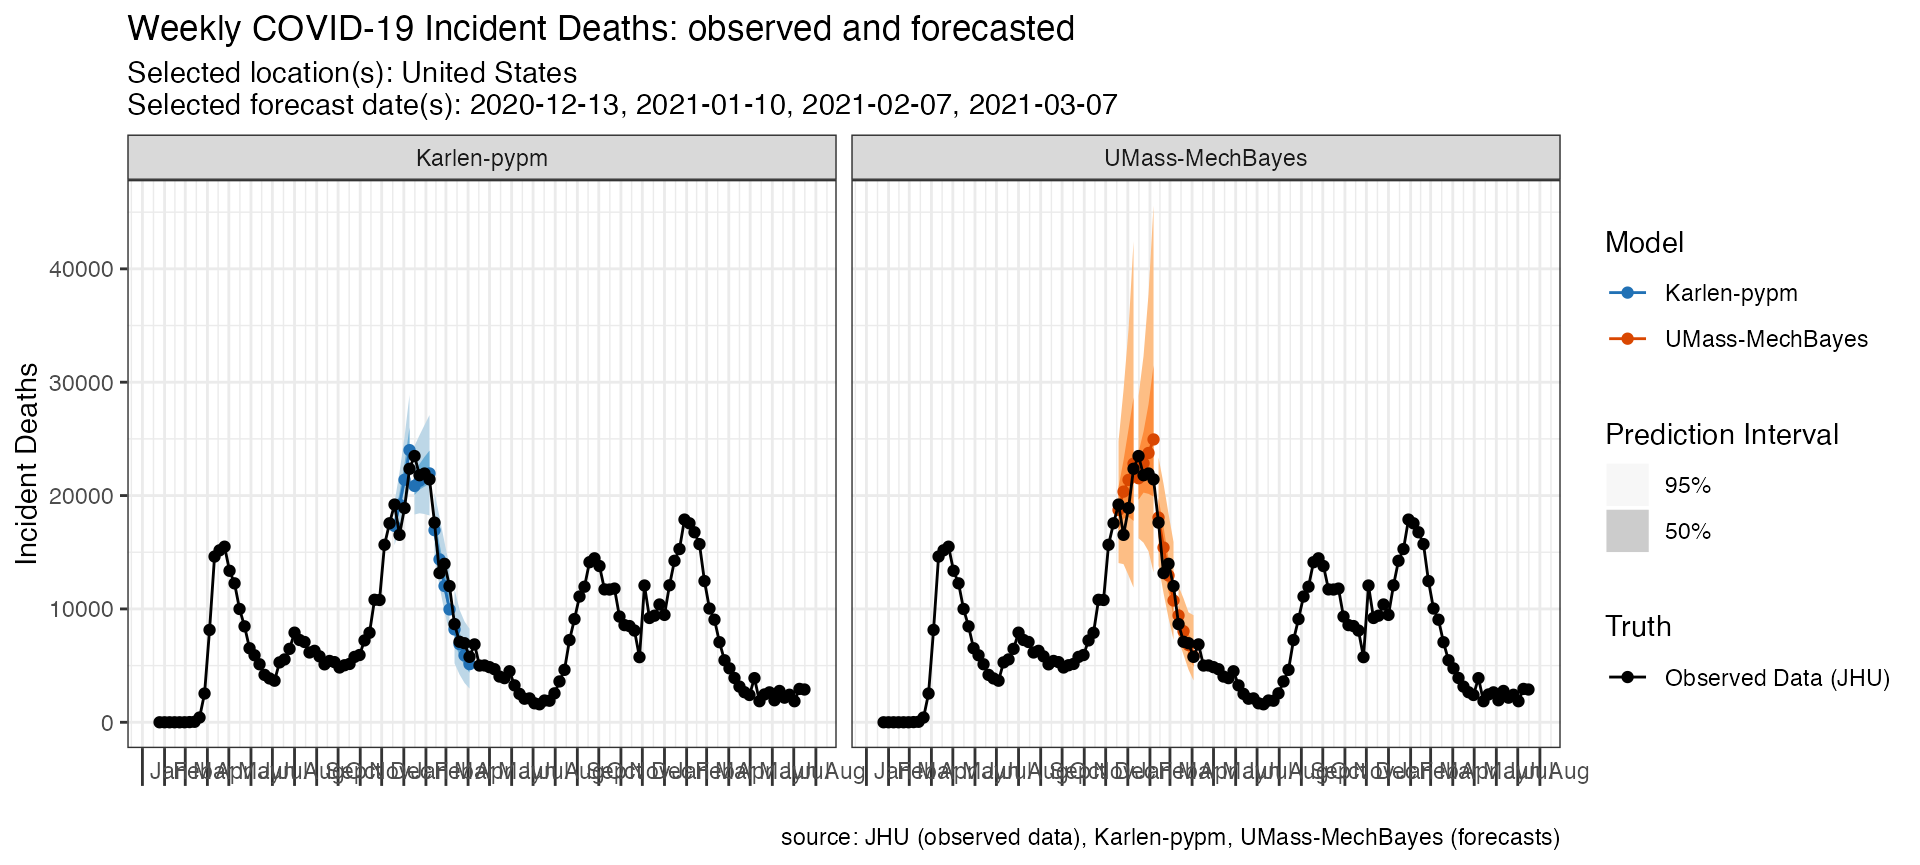 Weekly COVID-19 Incident Deaths: observed and forecasted
Selected location(s): United States
Selected forecast date(s): 2020-12-13, 2021-01-10, 2021-02-07, 2021-03-07
Karlen-pypm
UMass-MechBayes
Incident Deaths
40000
30000
20000
10000
0
Model
Karlen-pypm
UMass-MechBayes
Prediction Interval
95%
50%
Truth
Observed Data (JHU)
source: JHU (observed data), Karlen-pypm, UMass-MechBayes (forecasts)